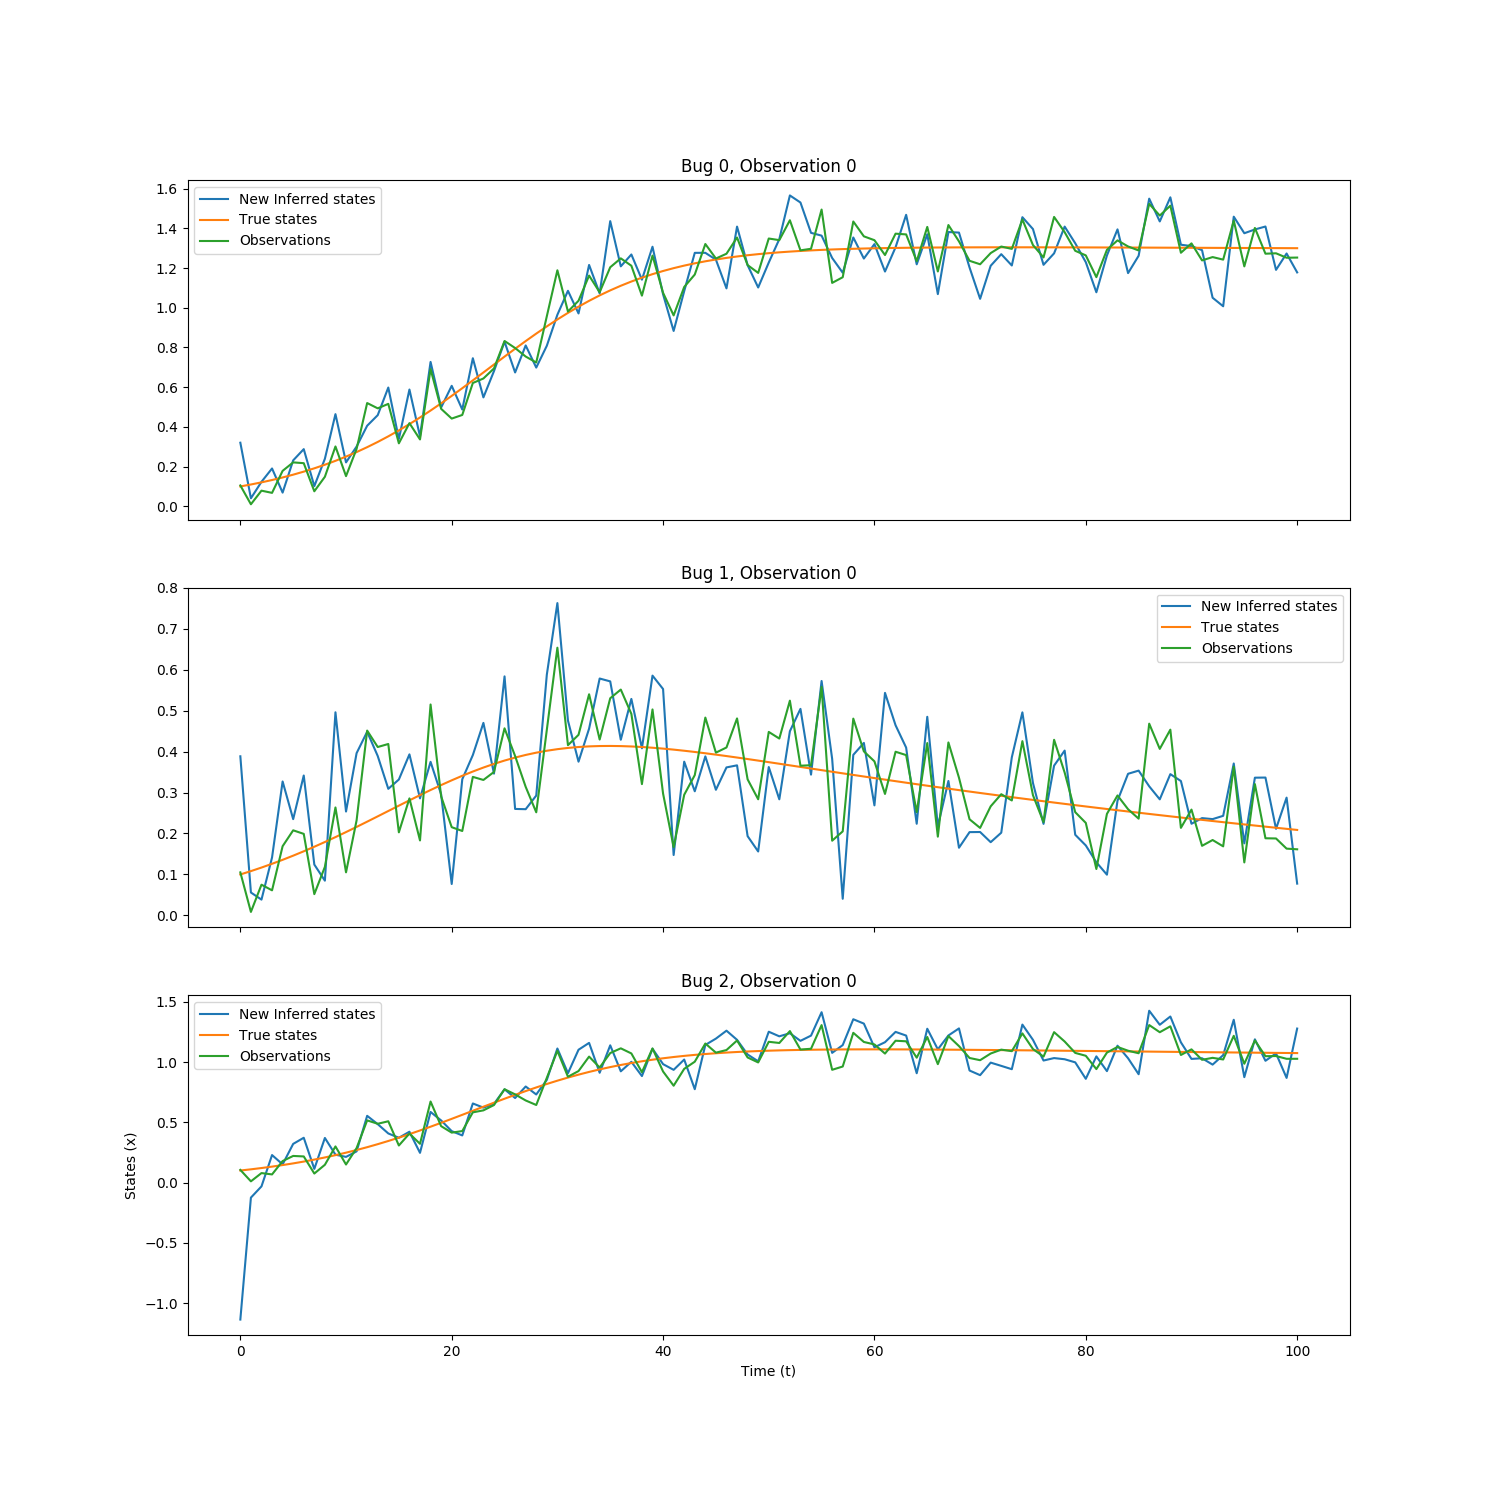 Bug 0, Observation 0
1.6
1.4
1.2
1.0
0.8
0.6
0.4
0.2
0.0
New Inferred states
True states
Observations
Bug 1, Observation 0
0.8
0.7
0.6
0.5
0.4
0.3
0.2
0.1
0.0
New Inferred states
True states
Observations
Bug 2, Observation 0
1.5
1.0
0.5
0.0
−0.5
−1.0
New Inferred states
True states
Observations
States (x)
0 20 40 60 80 100
Time (t)